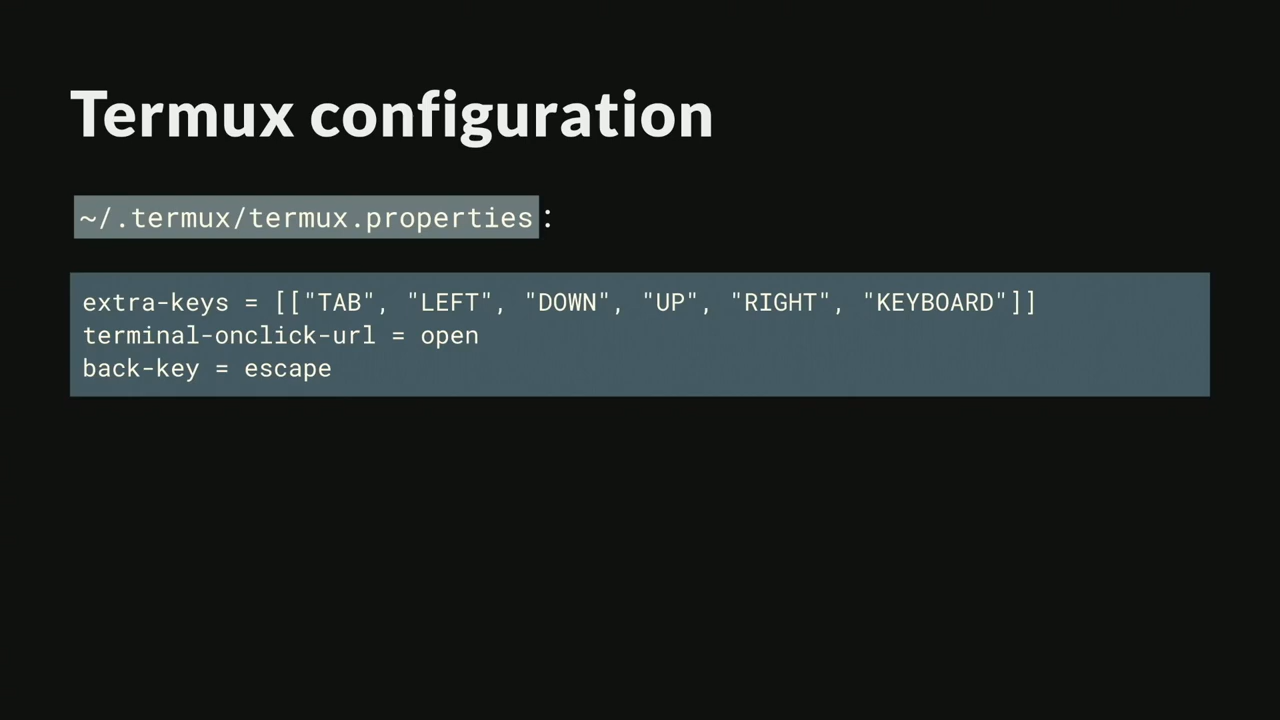 Termux configuration
~/.termux/termux.properties:
extra-keys = [["TAB", "LEFT", "DOWN", "UP", "RIGHT", "KEYBOARD"]]
terminal-onclick-url = open
back-key = escape